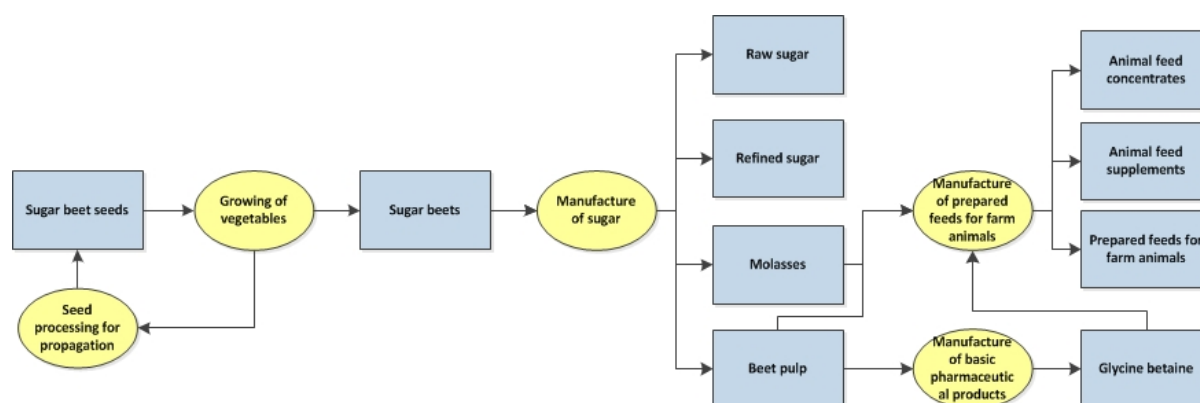 Sugar beet seeds
Growing of
vegetables
Seed
processing for
propagation
Sugar beets
Manufacture
of sugar
Raw sugar
Refined sugar
Molasses
Beet pulp
Manufacture
of prepared
feeds for farm
animals
Manufacture
of basic
pharmaceutic
al products
Animal feed
concentrates
Animal feed
supplements
Prepared feeds for
farm animals
Glycine betaine